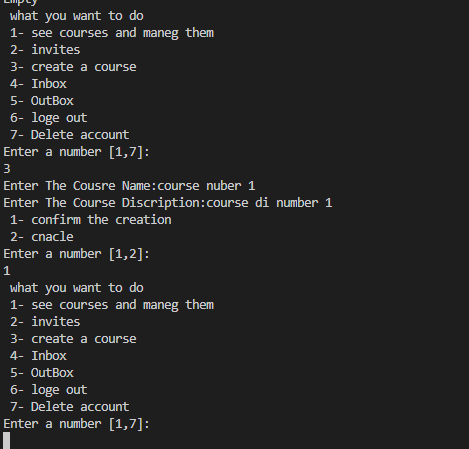 Empty
what you want to do
1- see courses and maneg them
2- invites
3- create a course
4- Inbox
5- OutBox
6- loge out
7- Delete account
Enter a number [1,7]:
3
Enter The Cousre Name:course nuber 1
Enter The Course Discription:course di number 1
1- confirm the creation
2- cnacle
Enter a number [1,2]:
1
what you want to do
1- see courses and maneg them
2- invites
3- create a course
4- Inbox
5- OutBox
6- loge out
7- Delete account
Enter a number [1,7]: